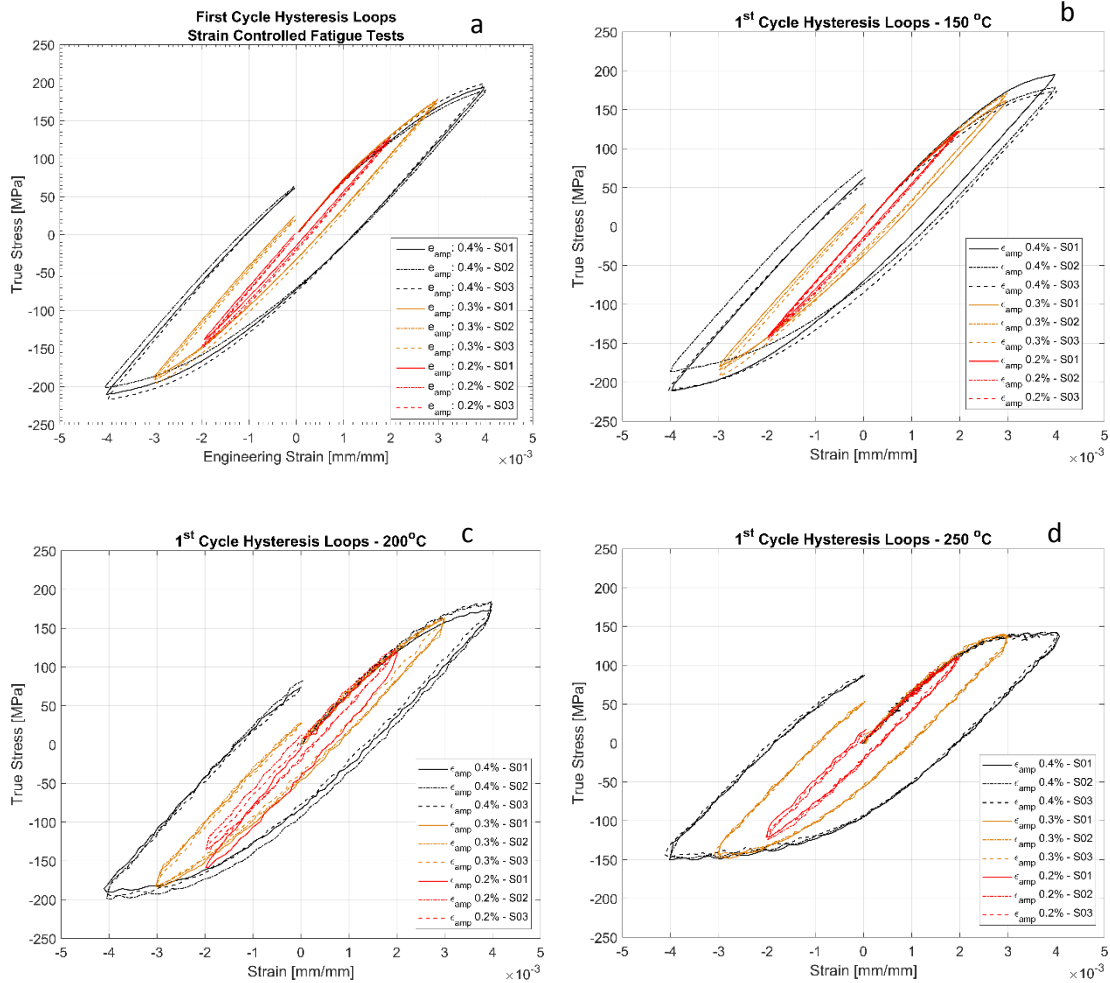 First Cycle Hysteresis Loops
Strain Controlled Fatigue Tests
a
250
200
150
100
50
0
-50
-100
-150
-200
-250
True Stress [MPa]
-5 -4 -3 -2 -1 0 1 2 3 4 5
Engineering Strain [mm/mm]
×10⁻³
e_amp: 0.4% - S01
e_amp: 0.4% - S02
e_amp: 0.4% - S03
e_amp: 0.3% - S01
e_amp: 0.3% - S02
e_amp: 0.3% - S03
e_amp: 0.2% - S01
e_amp: 0.2% - S02
e_amp: 0.2% - S03
1ˢᵗ Cycle Hysteresis Loops - 150 °C
b
250
200
150
100
50
0
-50
-100
-150
-200
-250
True Stress [MPa]
-5 -4 -3 -2 -1 0 1 2 3 4 5
Strain [mm/mm]
×10⁻³
ϵ_amp 0.4% - S01
ϵ_amp 0.4% - S02
ϵ_amp 0.4% - S03
ϵ_amp 0.3% - S01
ϵ_amp 0.3% - S02
ϵ_amp 0.3% - S03
ϵ_amp 0.2% - S01
ϵ_amp 0.2% - S02
ϵ_amp 0.2% - S03
1ˢᵗ Cycle Hysteresis Loops - 200°C
c
250
200
150
100
50
0
-50
-100
-150
-200
-250
True Stress [MPa]
-5 -4 -3 -2 -1 0 1 2 3 4 5
Strain [mm/mm]
×10⁻³
ϵ_amp 0.4% - S01
ϵ_amp 0.4% - S02
ϵ_amp 0.4% - S03
ϵ_amp 0.3% - S01
ϵ_amp 0.3% - S02
ϵ_amp 0.3% - S03
ϵ_amp 0.2% - S01
ϵ_amp 0.2% - S02
ϵ_amp 0.2% - S03
1ˢᵗ Cycle Hysteresis Loops - 250 °C
d
250
200
150
100
50
0
-50
-100
-150
-200
-250
True Stress [MPa]
-5 -4 -3 -2 -1 0 1 2 3 4 5
Strain [mm/mm]
×10⁻³
ϵ_amp 0.4% - S01
ϵ_amp 0.4% - S02
ϵ_amp 0.4% - S03
ϵ_amp 0.3% - S01
ϵ_amp 0.3% - S02
ϵ_amp 0.3% - S03
ϵ_amp 0.2% - S01
ϵ_amp 0.2% - S02
ϵ_amp 0.2% - S03